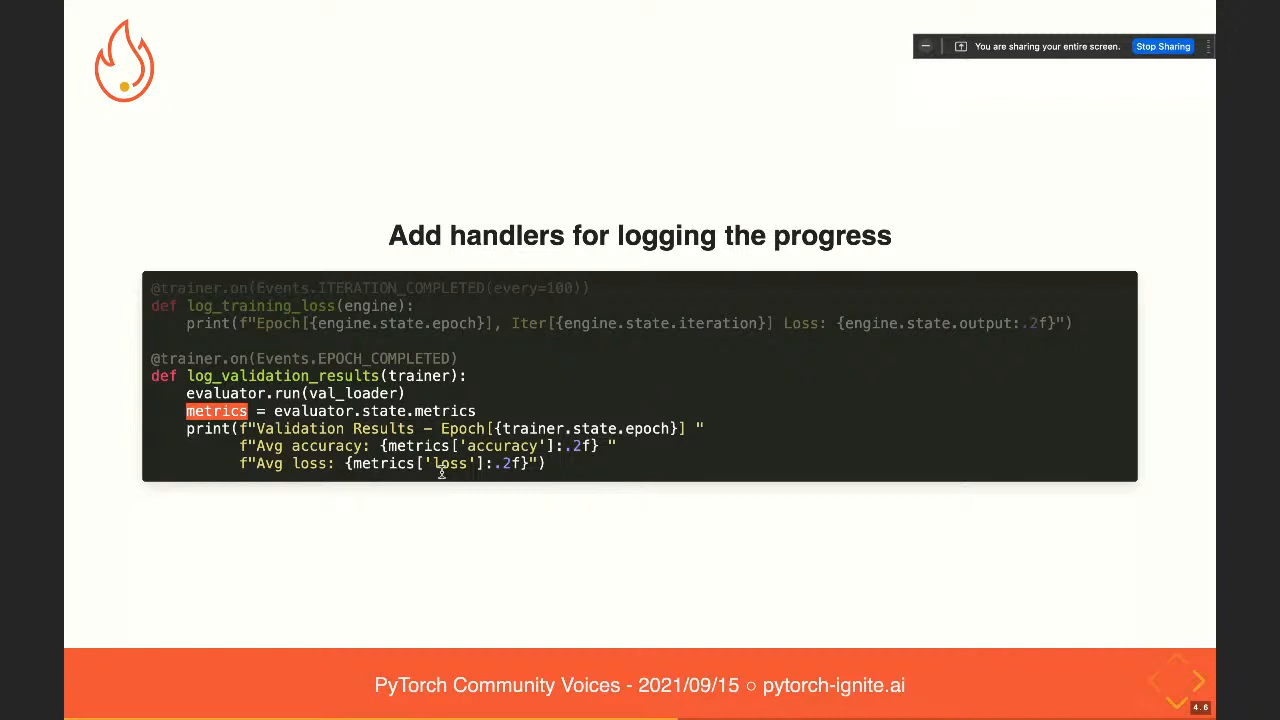 You are sharing your entire screen.
Stop Sharing
Add handlers for logging the progress
@trainer.on(Events.ITERATION_COMPLETED(every=100))
def log_training_loss(engine):
    print(f"Epoch[{engine.state.epoch}], Iter[{engine.state.iteration}] Loss: {engine.state.output:.2f}")
@trainer.on(Events.EPOCH_COMPLETED)
def log_validation_results(trainer):
    evaluator.run(val_loader)
    metrics = evaluator.state.metrics
    print(f"Validation Results - Epoch[{trainer.state.epoch}] "
          f"Avg accuracy: {metrics['accuracy']:.2f} "
          f"Avg loss: {metrics['loss']:.2f}")
PyTorch Community Voices - 2021/09/15 ○ pytorch-ignite.ai
4.6